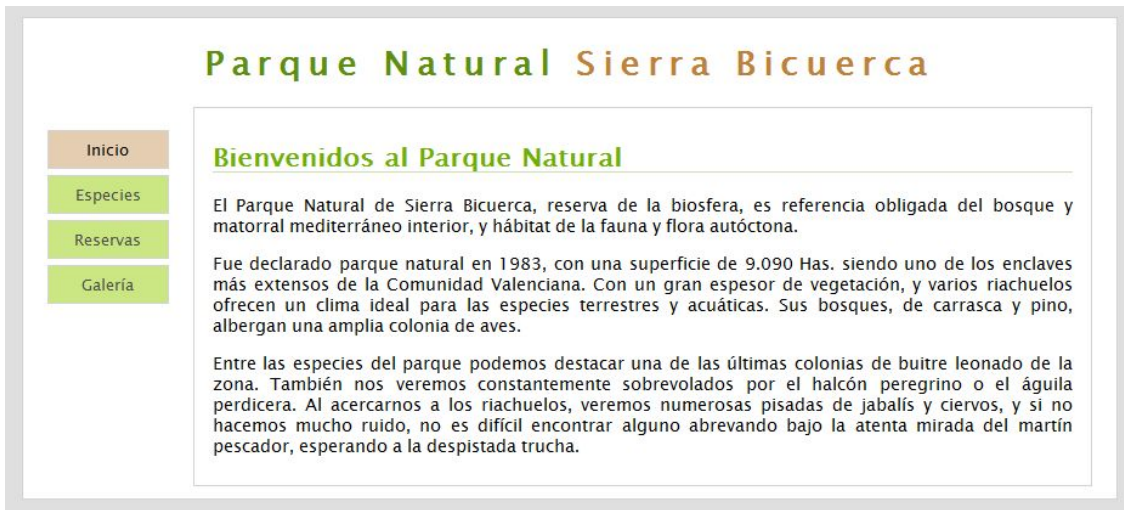 Parque Natural Sierra Bicuerca
Inicio
Especies
Reservas
Galería
Bienvenidos al Parque Natural
El Parque Natural de Sierra Bicuerca, reserva de la biosfera, es referencia obligada del bosque y
matorral mediterráneo interior, y hábitat de la fauna y flora autóctona.
Fue declarado parque natural en 1983, con una superficie de 9.090 Has. siendo uno de los enclaves
más extensos de la Comunidad Valenciana. Con un gran espesor de vegetación, y varios riachuelos
ofrecen un clima ideal para las especies terrestres y acuáticas. Sus bosques, de carrasca y pino,
albergan una amplia colonia de aves.
Entre las especies del parque podemos destacar una de las últimas colonias de buitre leonado de la
zona. También nos veremos constantemente sobrevolados por el halcón peregrino o el águila
perdicera. Al acercarnos a los riachuelos, veremos numerosas pisadas de jabalís y ciervos, y si no
hacemos mucho ruido, no es difícil encontrar alguno abrevando bajo la atenta mirada del martín
pescador, esperando a la despistada trucha.